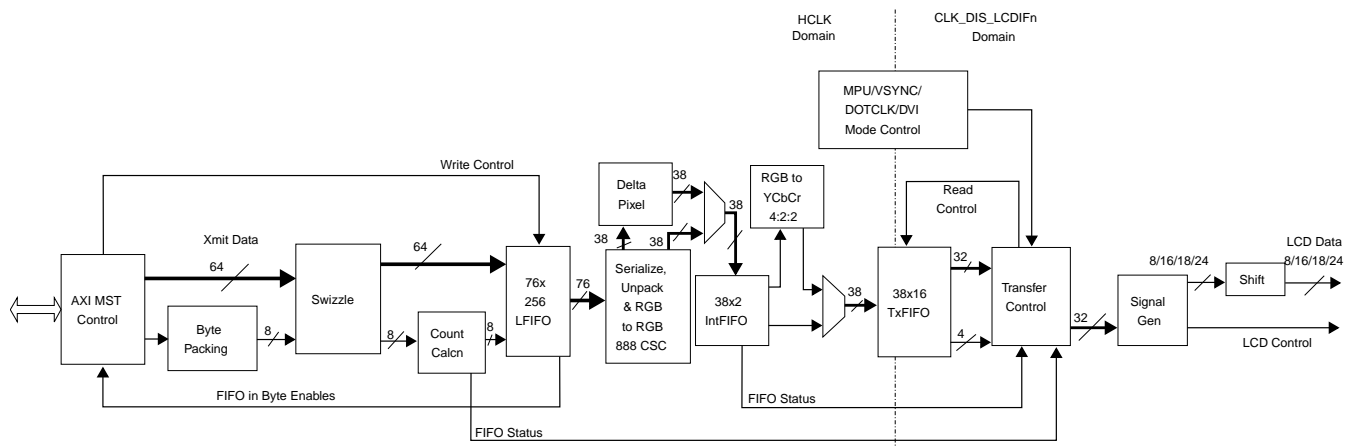 HCLK
Domain
CLK_DIS_LCDIFn
Domain
MPU/VSYNC/
DOTCLK/DVI
Mode Control
Write Control
Delta
Pixel
38
38
38
38
38
RGB to
YCbCr
4:2:2
Read
Control
Xmit Data
64
64
AXI MST
Control
Byte
Packing
8
Swizzle
8
Count
Calcn
8
76x
256
LFIFO
76
Serialize,
Unpack
& RGB
to RGB
888 CSC
38x2
IntFIFO
38
38x16
TxFIFO
32
4
Transfer
Control
32
Signal
Gen
8/16/18/24
Shift
LCD Data
8/16/18/24
LCD Control
FIFO in Byte Enables
FIFO Status
FIFO Status